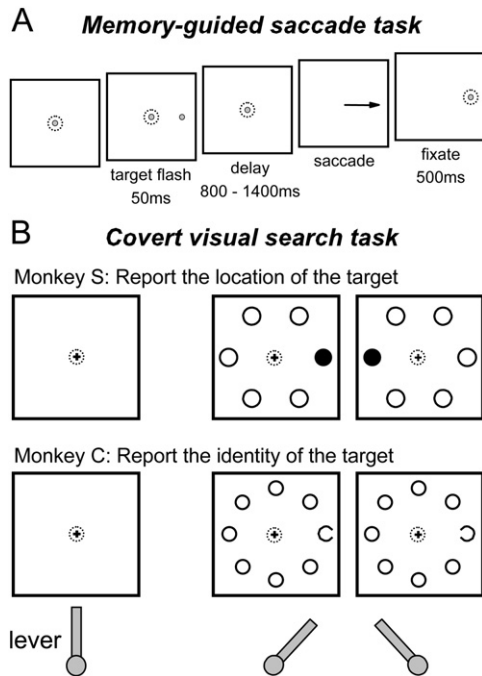 A
Memory-guided saccade task
target flash
50ms
delay
800 - 1400ms
saccade
fixate
500ms
B
Covert visual search task
Monkey S: Report the location of the target
Monkey C: Report the identity of the target
lever